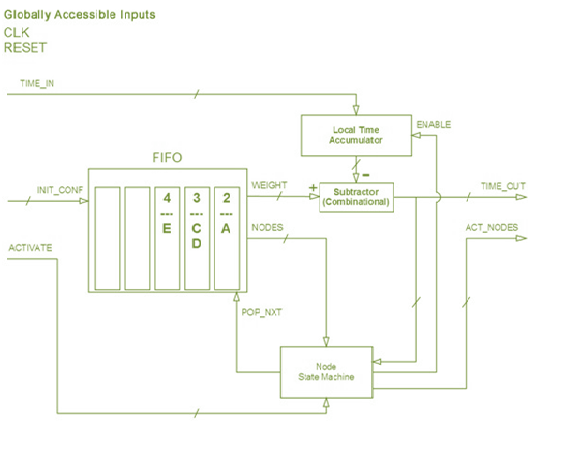 Globally Accessible Inputs
CLK
RESET
TIME_IN
Local Time
Accumulator
ENABLE
FIFO
INIT_CONF
4
---
E
3
---
C
D
2
---
A
WEIGHT
+
-
Subtractor
(Combinational)
TIME_OUT
NODES
ACT_NODES
ACTIVATE
POP_NXT
Node
State Machine